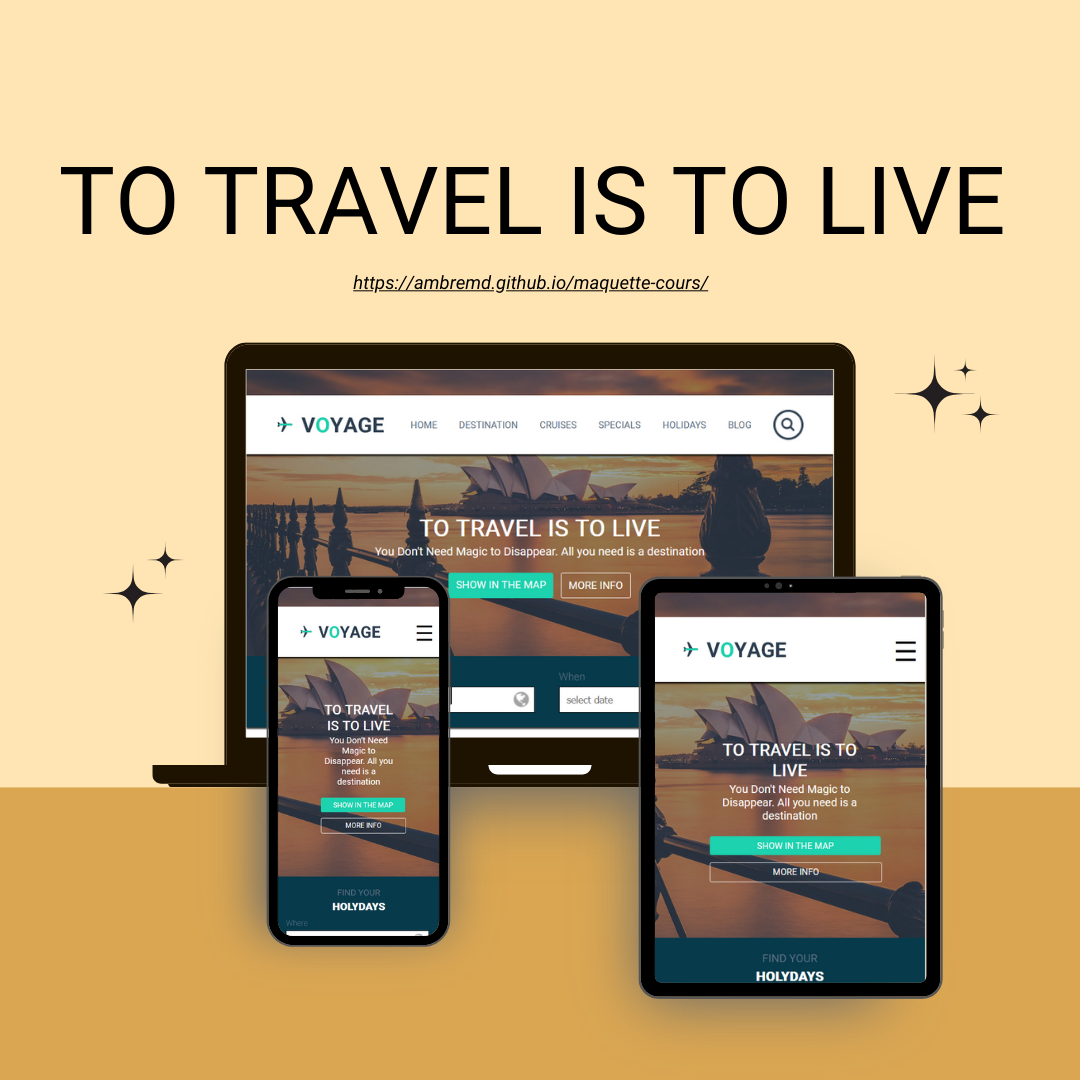 TO TRAVEL IS TO LIVE
https://ambremd.github.io/maquette-cours/
VOYAGE HOME DESTINATION CRUISES SPECIALS HOLIDAYS BLOG
TO TRAVEL IS TO LIVE
You Don't Need Magic to Disappear. All you need is a destination
SHOW IN THE MAP MORE INFO
When
select date
VOYAGE
TO TRAVEL
IS TO LIVE
You Don't Need
Magic to
Disappear. All you
need is a
destination
SHOW IN THE MAP
MORE INFO
FIND YOUR
HOLYDAYS
Where
VOYAGE
TO TRAVEL IS TO
LIVE
You Don't Need Magic to
Disappear. All you need is a
destination
SHOW IN THE MAP
MORE INFO
FIND YOUR
HOLYDAYS